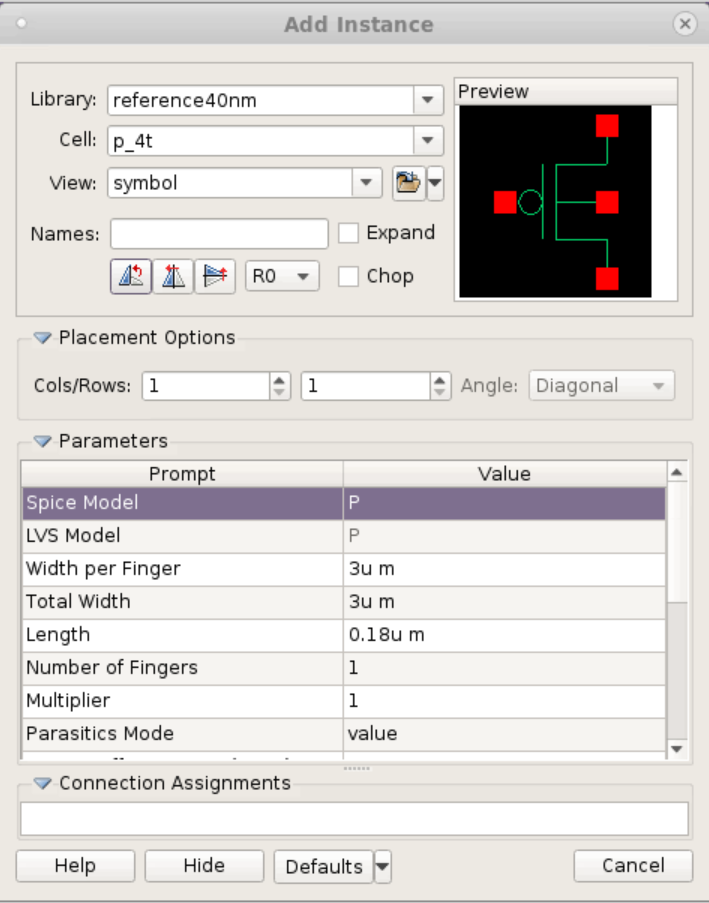 Add Instance
Library: reference40nm
Preview
Cell: p_4t
View: symbol
Names:
Expand
R0
Chop
Placement Options
Cols/Rows: 1 1 Angle: Diagonal
Parameters
Prompt Value
Spice Model P
LVS Model P
Width per Finger 3u m
Total Width 3u m
Length 0.18u m
Number of Fingers 1
Multiplier 1
Parasitics Mode value
Connection Assignments
Help Hide Defaults Cancel